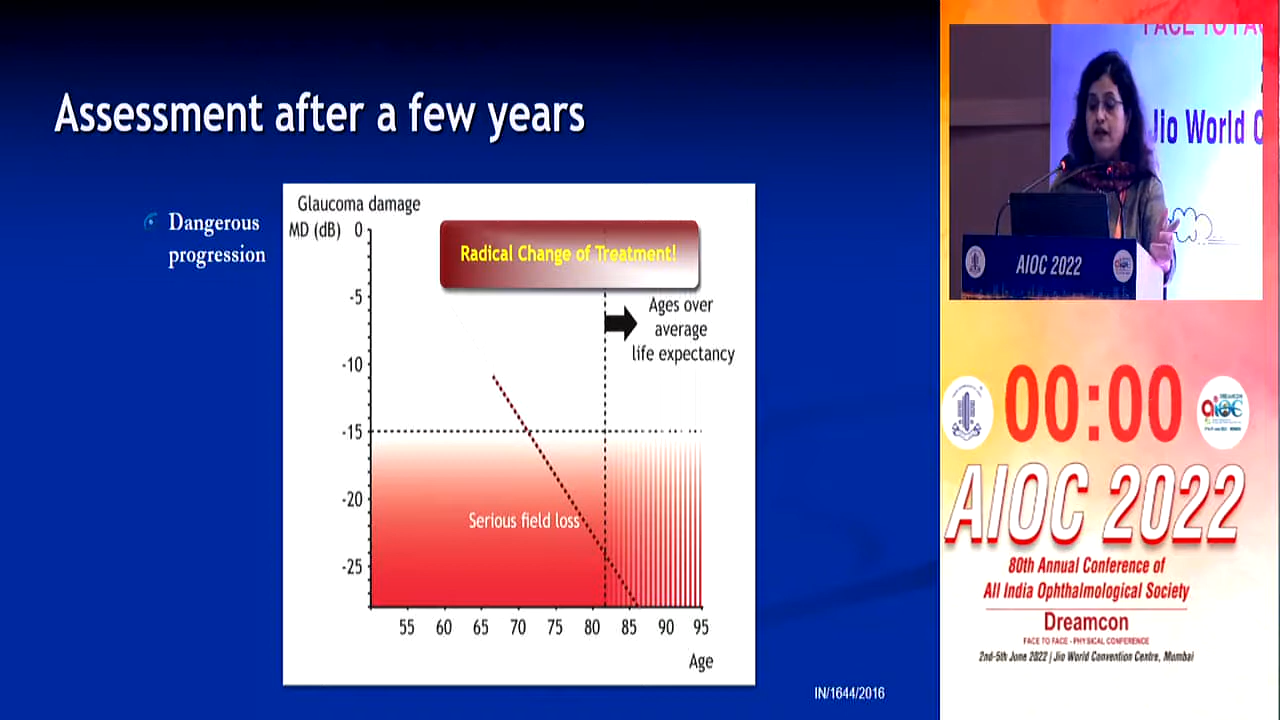 Assessment after a few years
Dangerous
progression
Glaucoma damage
MD (dB)
0
-5
-10
-15
-20
-25
Radical Change of Treatment!
Ages over
average
life expectancy
Serious field loss
55 60 65 70 75 80 85 90 95
Age
IN/1644/2016
Jio World C
AIOC 2022
00:00
AIOC 2022
80th Annual Conference of
All India Ophthalmological Society
Dreamcon
FACE TO FACE - PHYSICAL CONFERENCE
2nd-5th June 2022 | Jio World Convention Centre, Mumbai